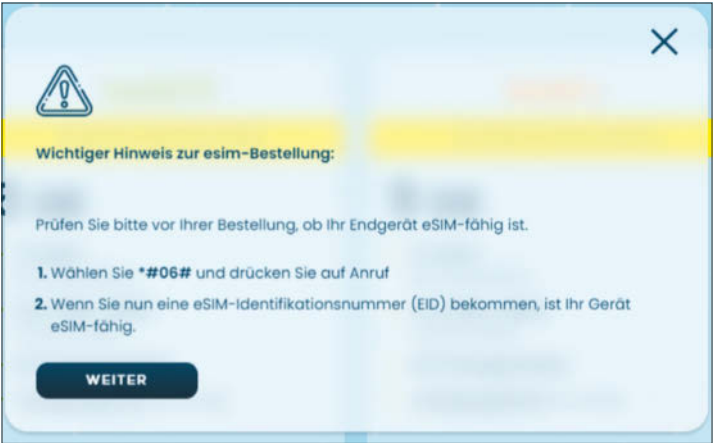 Wichtiger Hinweis zur esim-Bestellung:
Prüfen Sie bitte vor Ihrer Bestellung, ob Ihr Endgerät eSIM-fähig ist.
1. Wählen Sie *#06# und drücken Sie auf Anruf
2. Wenn Sie nun eine eSIM-Identifikationsnummer (EID) bekommen, ist Ihr Gerät
eSIM-fähig.
WEITER